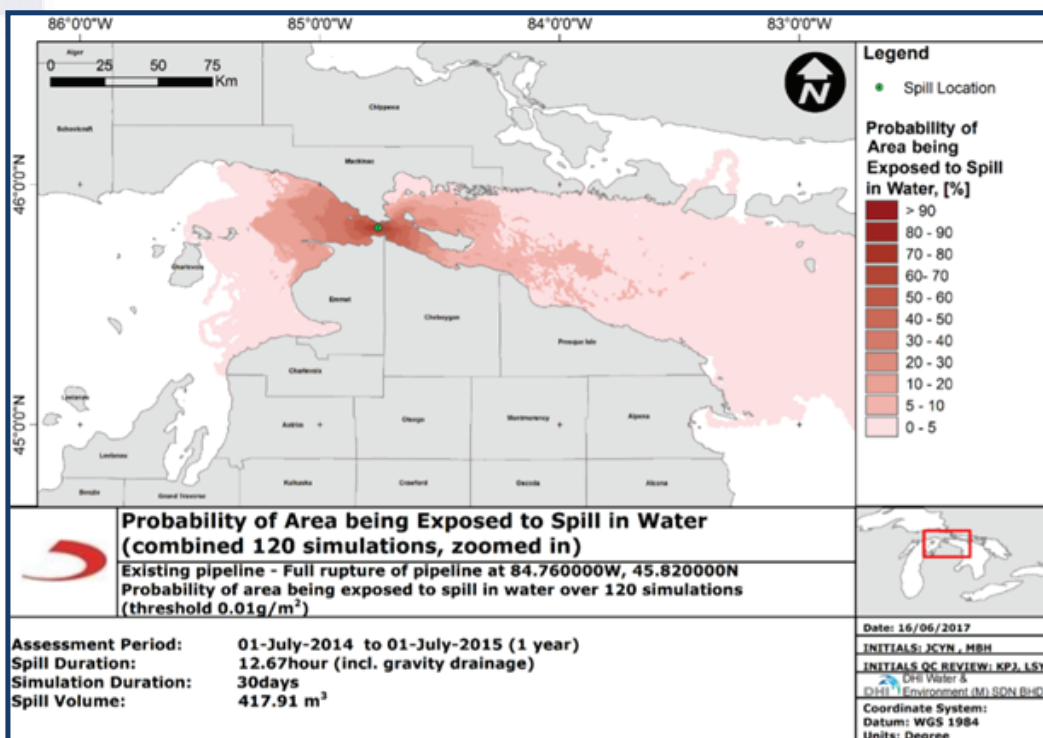 86°0'0"W 85°0'0"W 84°0'0"W 83°0'0"W
Alger
0 25 50 75
Km
Chippewa
Schoolcraft
Mackinac
N
46°0'0"N
Charlevoix
Emmet
Cheboygan
Presque Isle
Charlevoix
Leelanau
45°0'0"N
Antrim
Otsego
Montmorency
Alpena
Leelanau
Benzie
Grand Traverse
Kalkaska
Crawford
Oscoda
Alcona
Legend
Spill Location
Probability of
Area being
Exposed to Spill
in Water, [%]
> 90
80 - 90
70 - 80
60- 70
50 - 60
40 - 50
30 - 40
20 - 30
10 - 20
5 - 10
0 - 5
Probability of Area being Exposed to Spill in Water
(combined 120 simulations, zoomed in)
Existing pipeline - Full rupture of pipeline at 84.760000W, 45.820000N
Probability of area being exposed to spill in water over 120 simulations
(threshold 0.01g/m²)
Assessment Period: 01-July-2014 to 01-July-2015 (1 year)
Spill Duration: 12.67hour (incl. gravity drainage)
Simulation Duration: 30days
Spill Volume: 417.91 m³
Date: 16/06/2017
INITIALS: JCYN , MBH
INITIALS QC REVIEW: KPJ, LSY
DHI
DHI Water &
Environment (M) SDN BHD
Coordinate System:
Datum: WGS 1984
Units: Degree